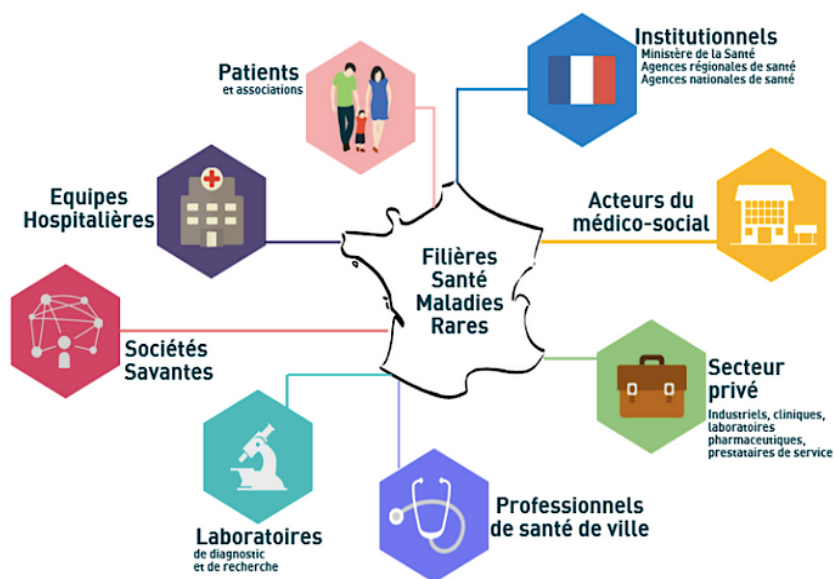 Institutionnels
Ministère de la Santé
Agences régionales de santé
Agences nationales de santé
Patients
et associations
Equipes
Hospitalières
Acteurs du
médico-social
Filières
Santé
Maladies
Rares
Sociétés
Savantes
Secteur
privé
Industriels, cliniques,
laboratoires
pharmaceutiques,
prestataires de service
Professionnels
de santé de ville
Laboratoires
de diagnostic
et de recherche